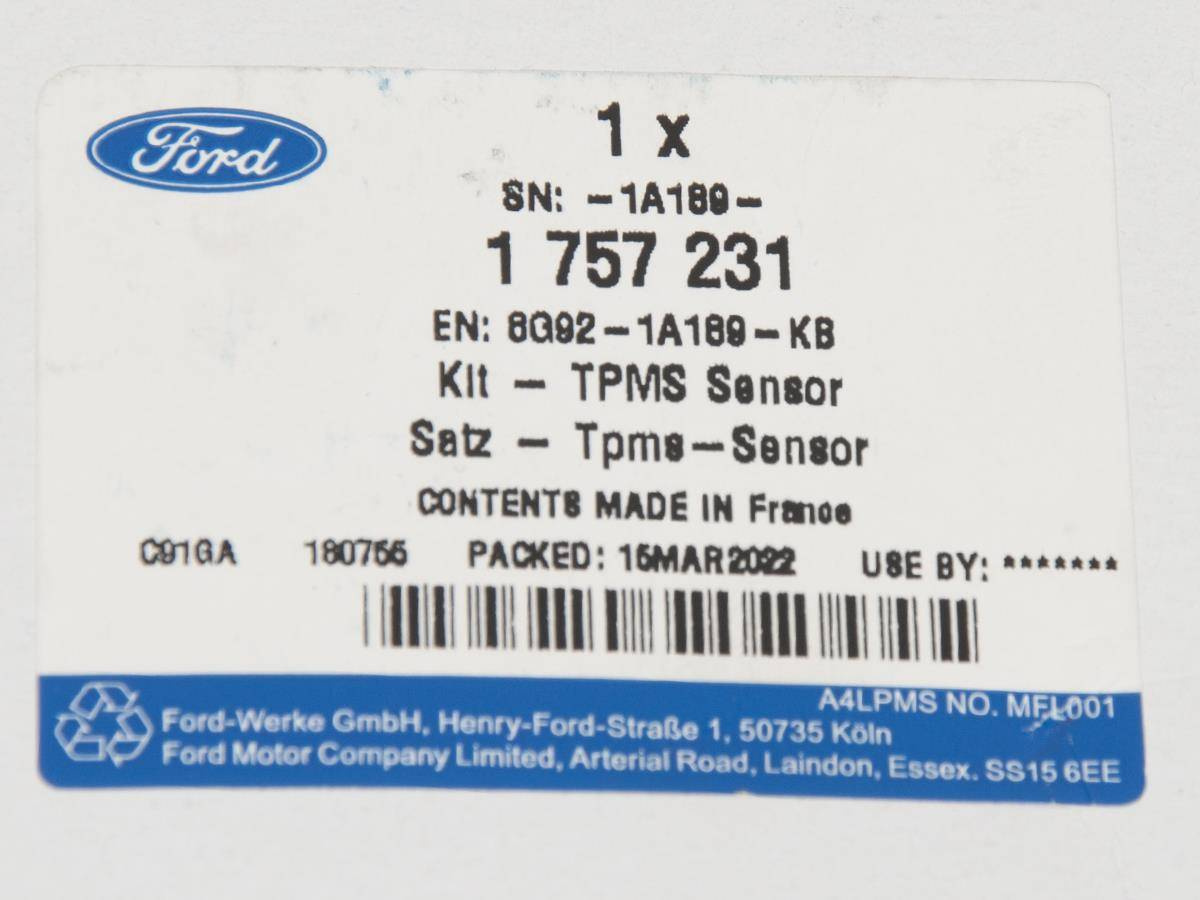 Ford
1 x
SN: -1A189-
1 757 231
EN: 8G92-1A189-KB
Kit - TPMS Sensor
Satz - Tpms-Sensor
CONTENTS MADE IN France
C91GA 180755 PACKED: 15MAR2022 USE BY: *******
A4LPMS NO. MFL001
Ford-Werke GmbH, Henry-Ford-Straße 1, 50735 Köln
Ford Motor Company Limited, Arterial Road, Laindon, Essex. SS15 6EE